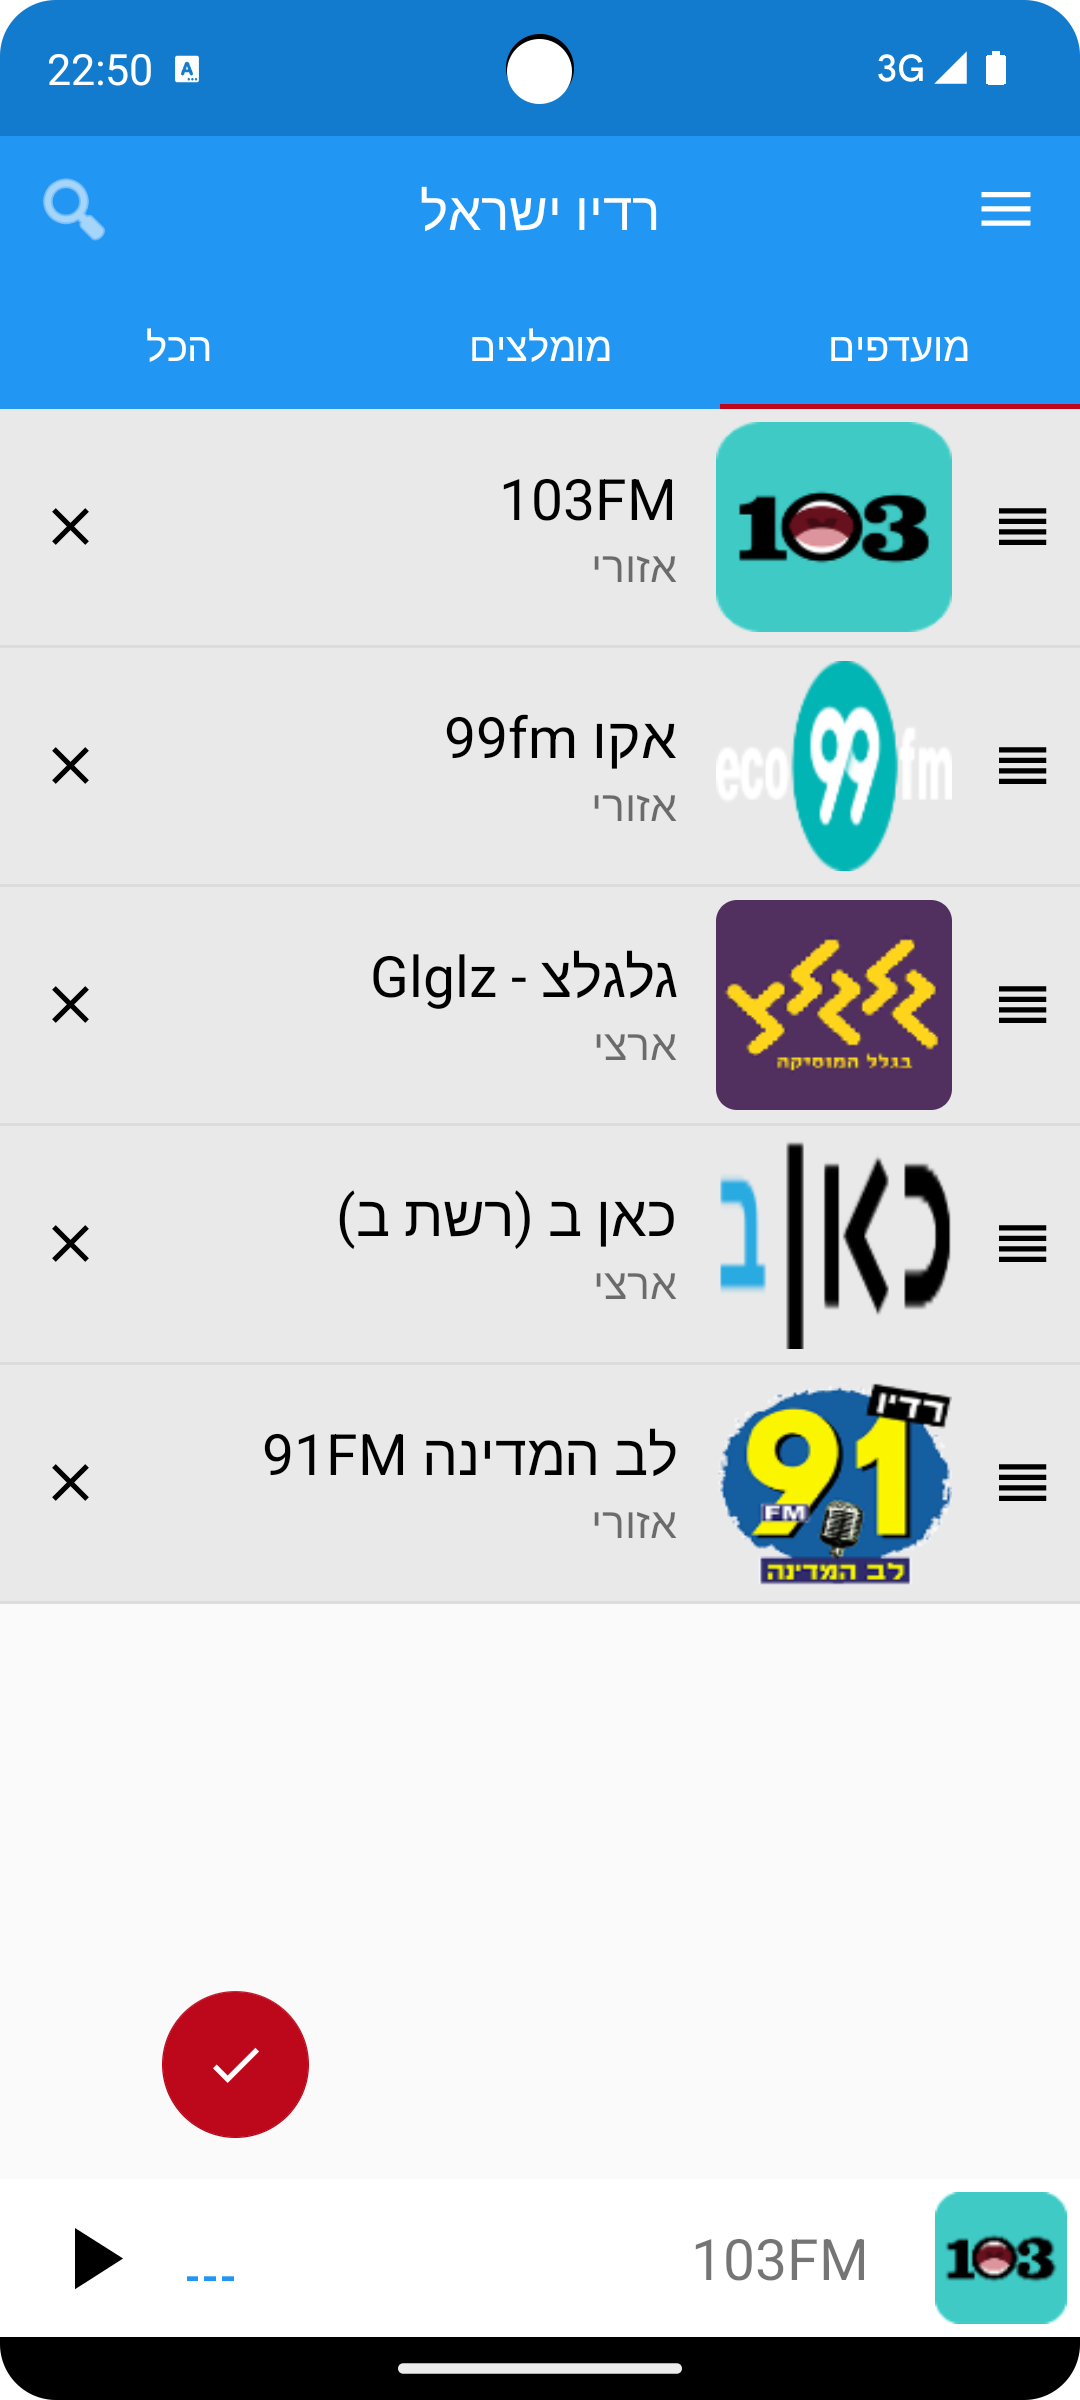 22:50
3G
רדיו ישראל
מועדפים
מומלצים
הכל
103
103FM
אזורי
eco 99 fm
אקו 99fm
אזורי
גלגלצ
בגלל המוסיקה
גלגלצ - Glglz
ארצי
כאן ב
כאן ב (רשת ב)
ארצי
רדיו
91
FM
לב המדינה
לב המדינה 91FM
אזורי
103
103FM
---